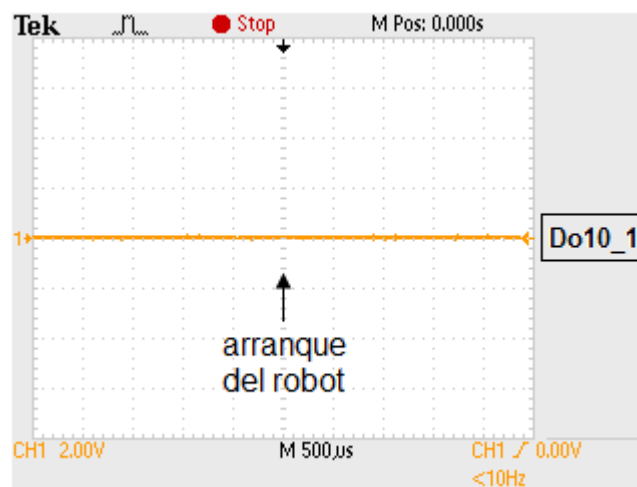 Tek Stop M Pos: 0.000s
1
Do10_1
arranque
del robot
CH1 2.00V M 500µs CH1 0.00V
<10Hz